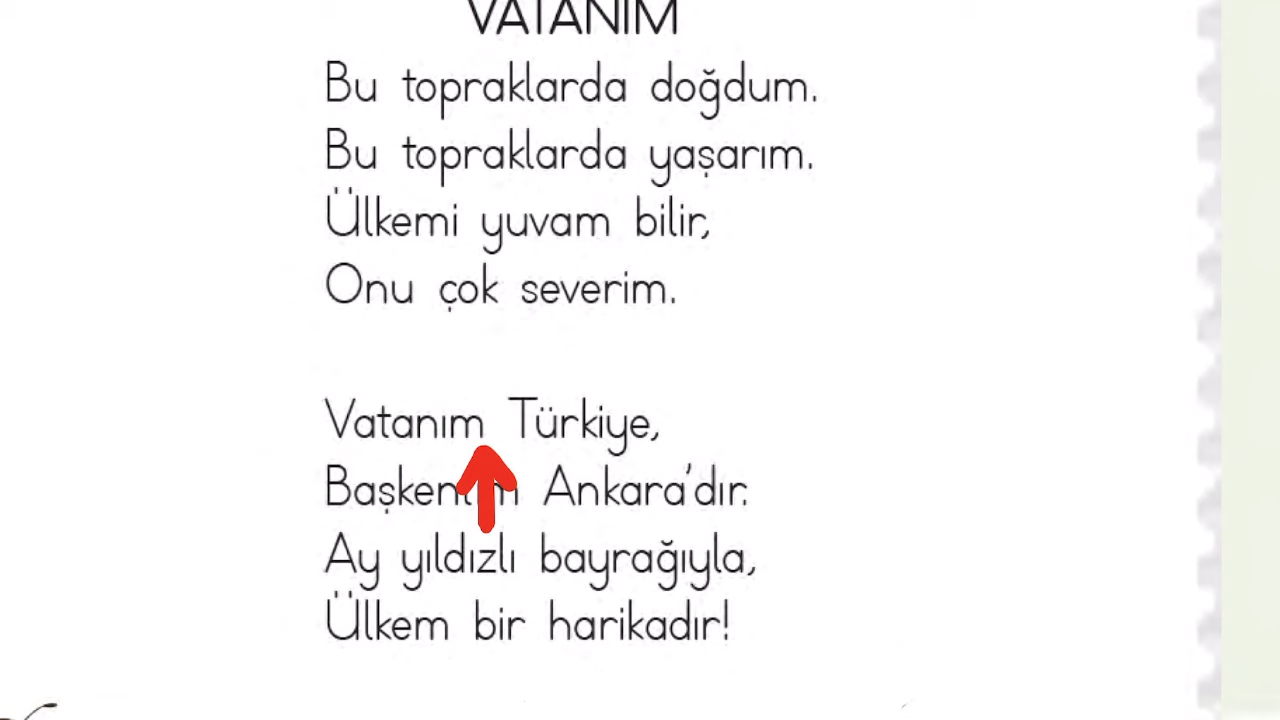 VATANIM
Bu topraklarda doğdum.
Bu topraklarda yaşarım.
Ülkemi yuvam bilir,
Onu çok severim.
Vatanım Türkiye,
Başkentim Ankara'dır.
Ay yıldızlı bayrağıyla,
Ülkem bir harikadır!